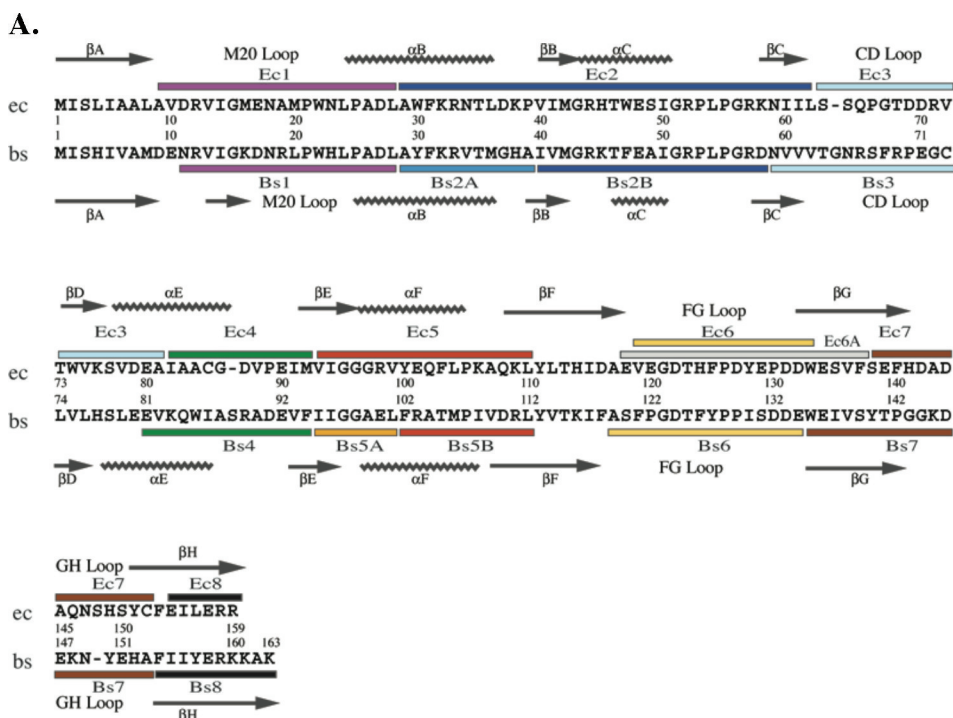 A.
βA M20 Loop αB βB αC βC CD Loop
Ec1 Ec2 Ec3
ec MISLIAALAVDRVIGMENAMPWNLPADLAWFKRNTLDKPVIMGRHTWESIGRPLPGRKNIILS-SQPGTDDRV
1 10 20 30 40 50 60 70
1 10 20 30 40 50 60 71
bs MISHIVAMDENRVIGKDNRLPWHLPADLAYFKRVTMGHAIVMGRKTFEAIGRPLPGRDNVVVTGNRSFRPEGC
Bs1 Bs2A Bs2B Bs3
βA M20 Loop αB βB αC βC CD Loop
βD αE βE αF βF FG Loop βG
Ec3 Ec4 Ec5 Ec6 Ec6A Ec7
ec TWVKSVDEAIAACG-DVPEIMVIGGGRVYEQFLPKAQKLYLTHIDAEVEGDTHFPDYEPDDWESVFSEFHDAD
73 80 90 100 110 120 130 140
74 81 92 102 112 122 132 142
bs LVLHSLEEVKQWIASRADEVFIIGGAELFRATMPIVDRLYVTKIFASFPGDTFYPPISDDEWEIVSYTPGGKD
Bs4 Bs5A Bs5B Bs6 Bs7
βD αE βE αF βF FG Loop βG
GH Loop βH
Ec7 Ec8
ec AQNSHSYCFEILERR
145 150 159
147 151 160 163
bs EKN-YEHAFIIYERKKAK
Bs7 Bs8
GH Loop βH